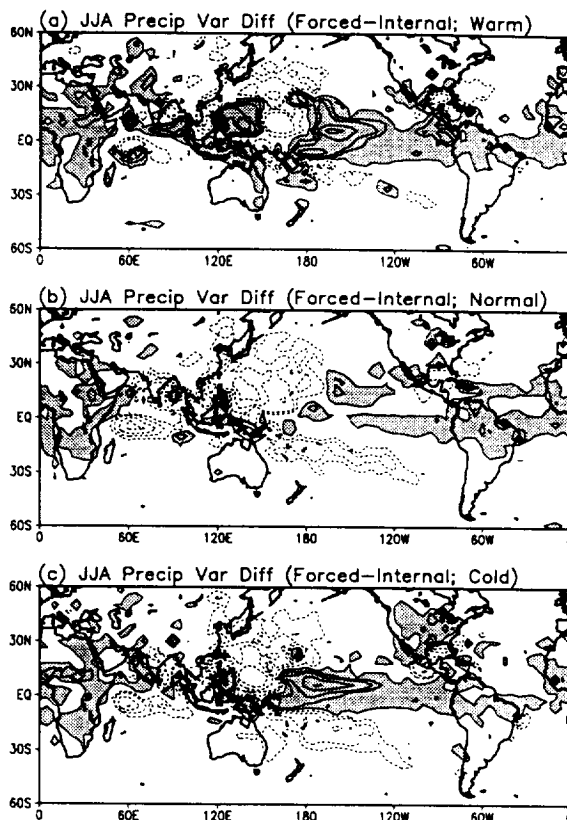 (a) JJA Precip Var Diff (Forced-Internal; Warm)
60N
30N
EQ
30S
60S
0 60E 120E 180 120W 60W
(b) JJA Precip Var Diff (Forced-Internal; Normal)
60N
30N
EQ
30S
60S
0 60E 120E 180 120W 60W
(c) JJA Precip Var Diff (Forced-Internal; Cold)
60N
30N
EQ
30S
60S
0 60E 120E 180 120W 60W